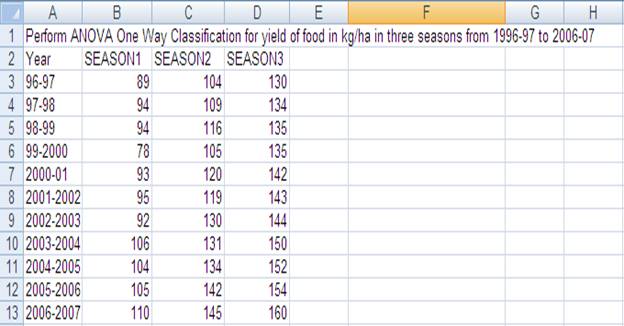 A B C D E F G H
1 Perform ANOVA One Way Classification for yield of food in kg/ha in three seasons from 1996-97 to 2006-07
2 Year SEASON1 SEASON2 SEASON3
3 96-97 89 104 130
4 97-98 94 109 134
5 98-99 94 116 135
6 99-2000 78 105 135
7 2000-01 93 120 142
8 2001-2002 95 119 143
9 2002-2003 92 130 144
10 2003-2004 106 131 150
11 2004-2005 104 134 152
12 2005-2006 105 142 154
13 2006-2007 110 145 160